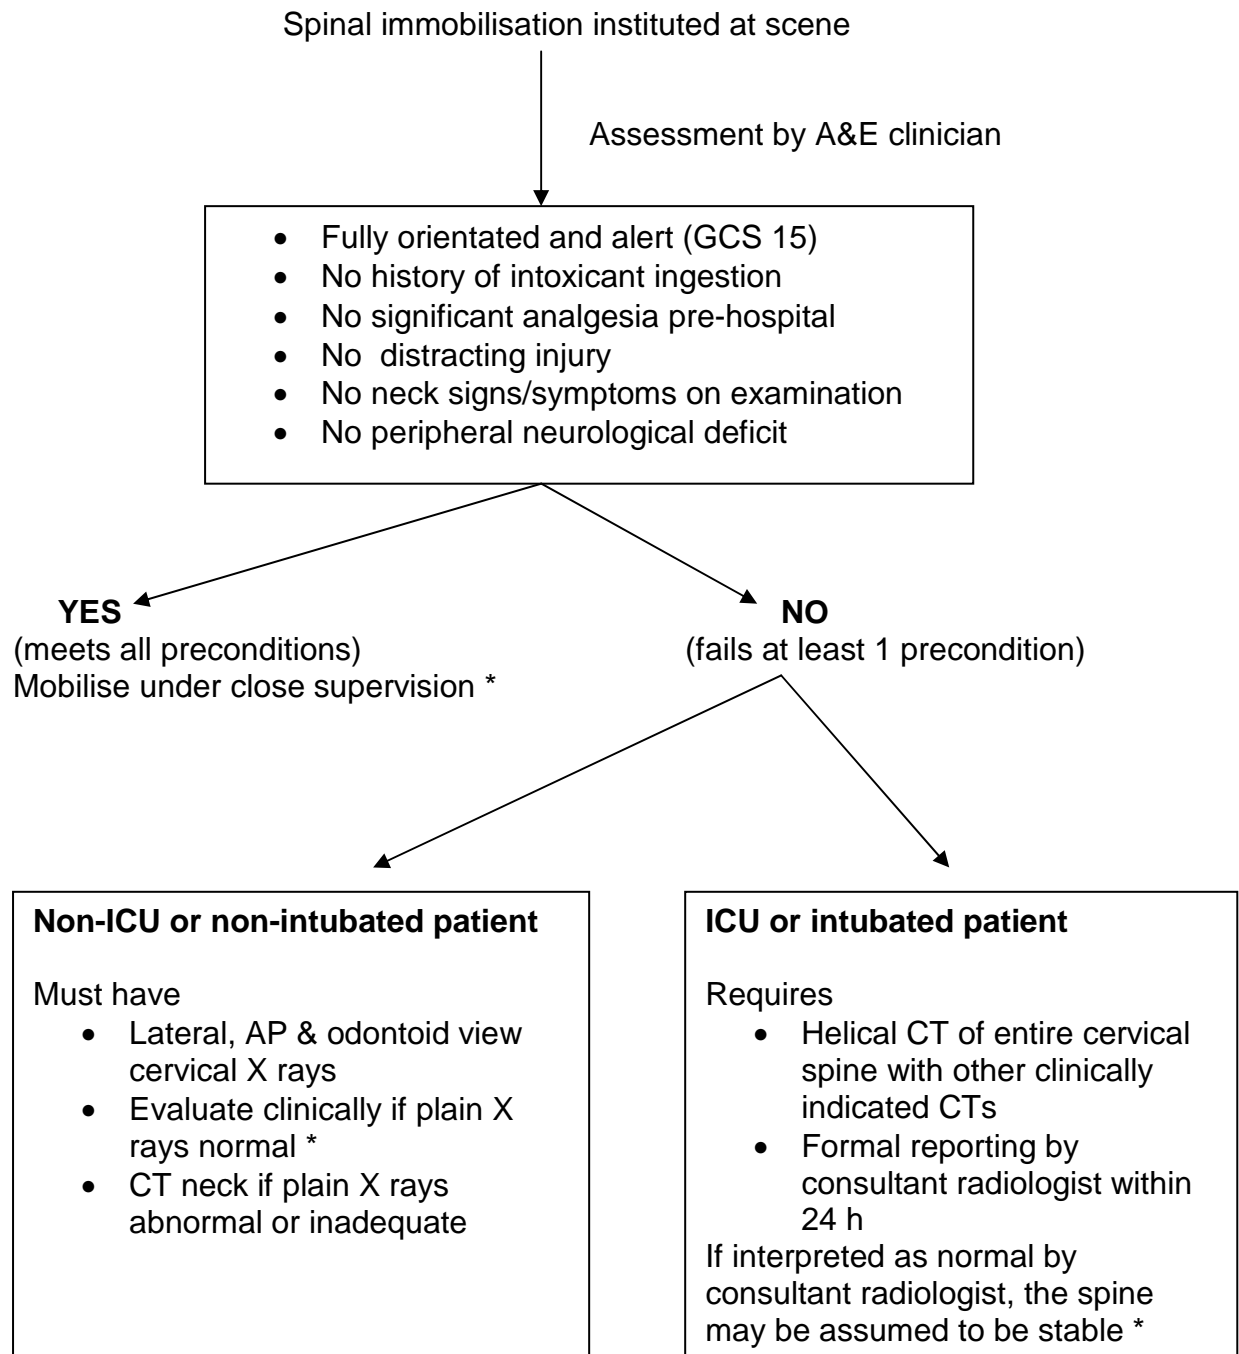 Spinal immobilisation instituted at scene
Assessment by A&E clinician
• Fully orientated and alert (GCS 15)
• No history of intoxicant ingestion
• No significant analgesia pre-hospital
• No  distracting injury
• No neck signs/symptoms on examination
• No peripheral neurological deficit
YES
(meets all preconditions)
Mobilise under close supervision *
NO
(fails at least 1 precondition)
Non-ICU or non-intubated patient
Must have
• Lateral, AP & odontoid view
cervical X rays
• Evaluate clinically if plain X
rays normal *
• CT neck if plain X rays
abnormal or inadequate
ICU or intubated patient
Requires
• Helical CT of entire cervical
spine with other clinically
indicated CTs
• Formal reporting by
consultant radiologist within
24 h
If interpreted as normal by
consultant radiologist, the spine
may be assumed to be stable *